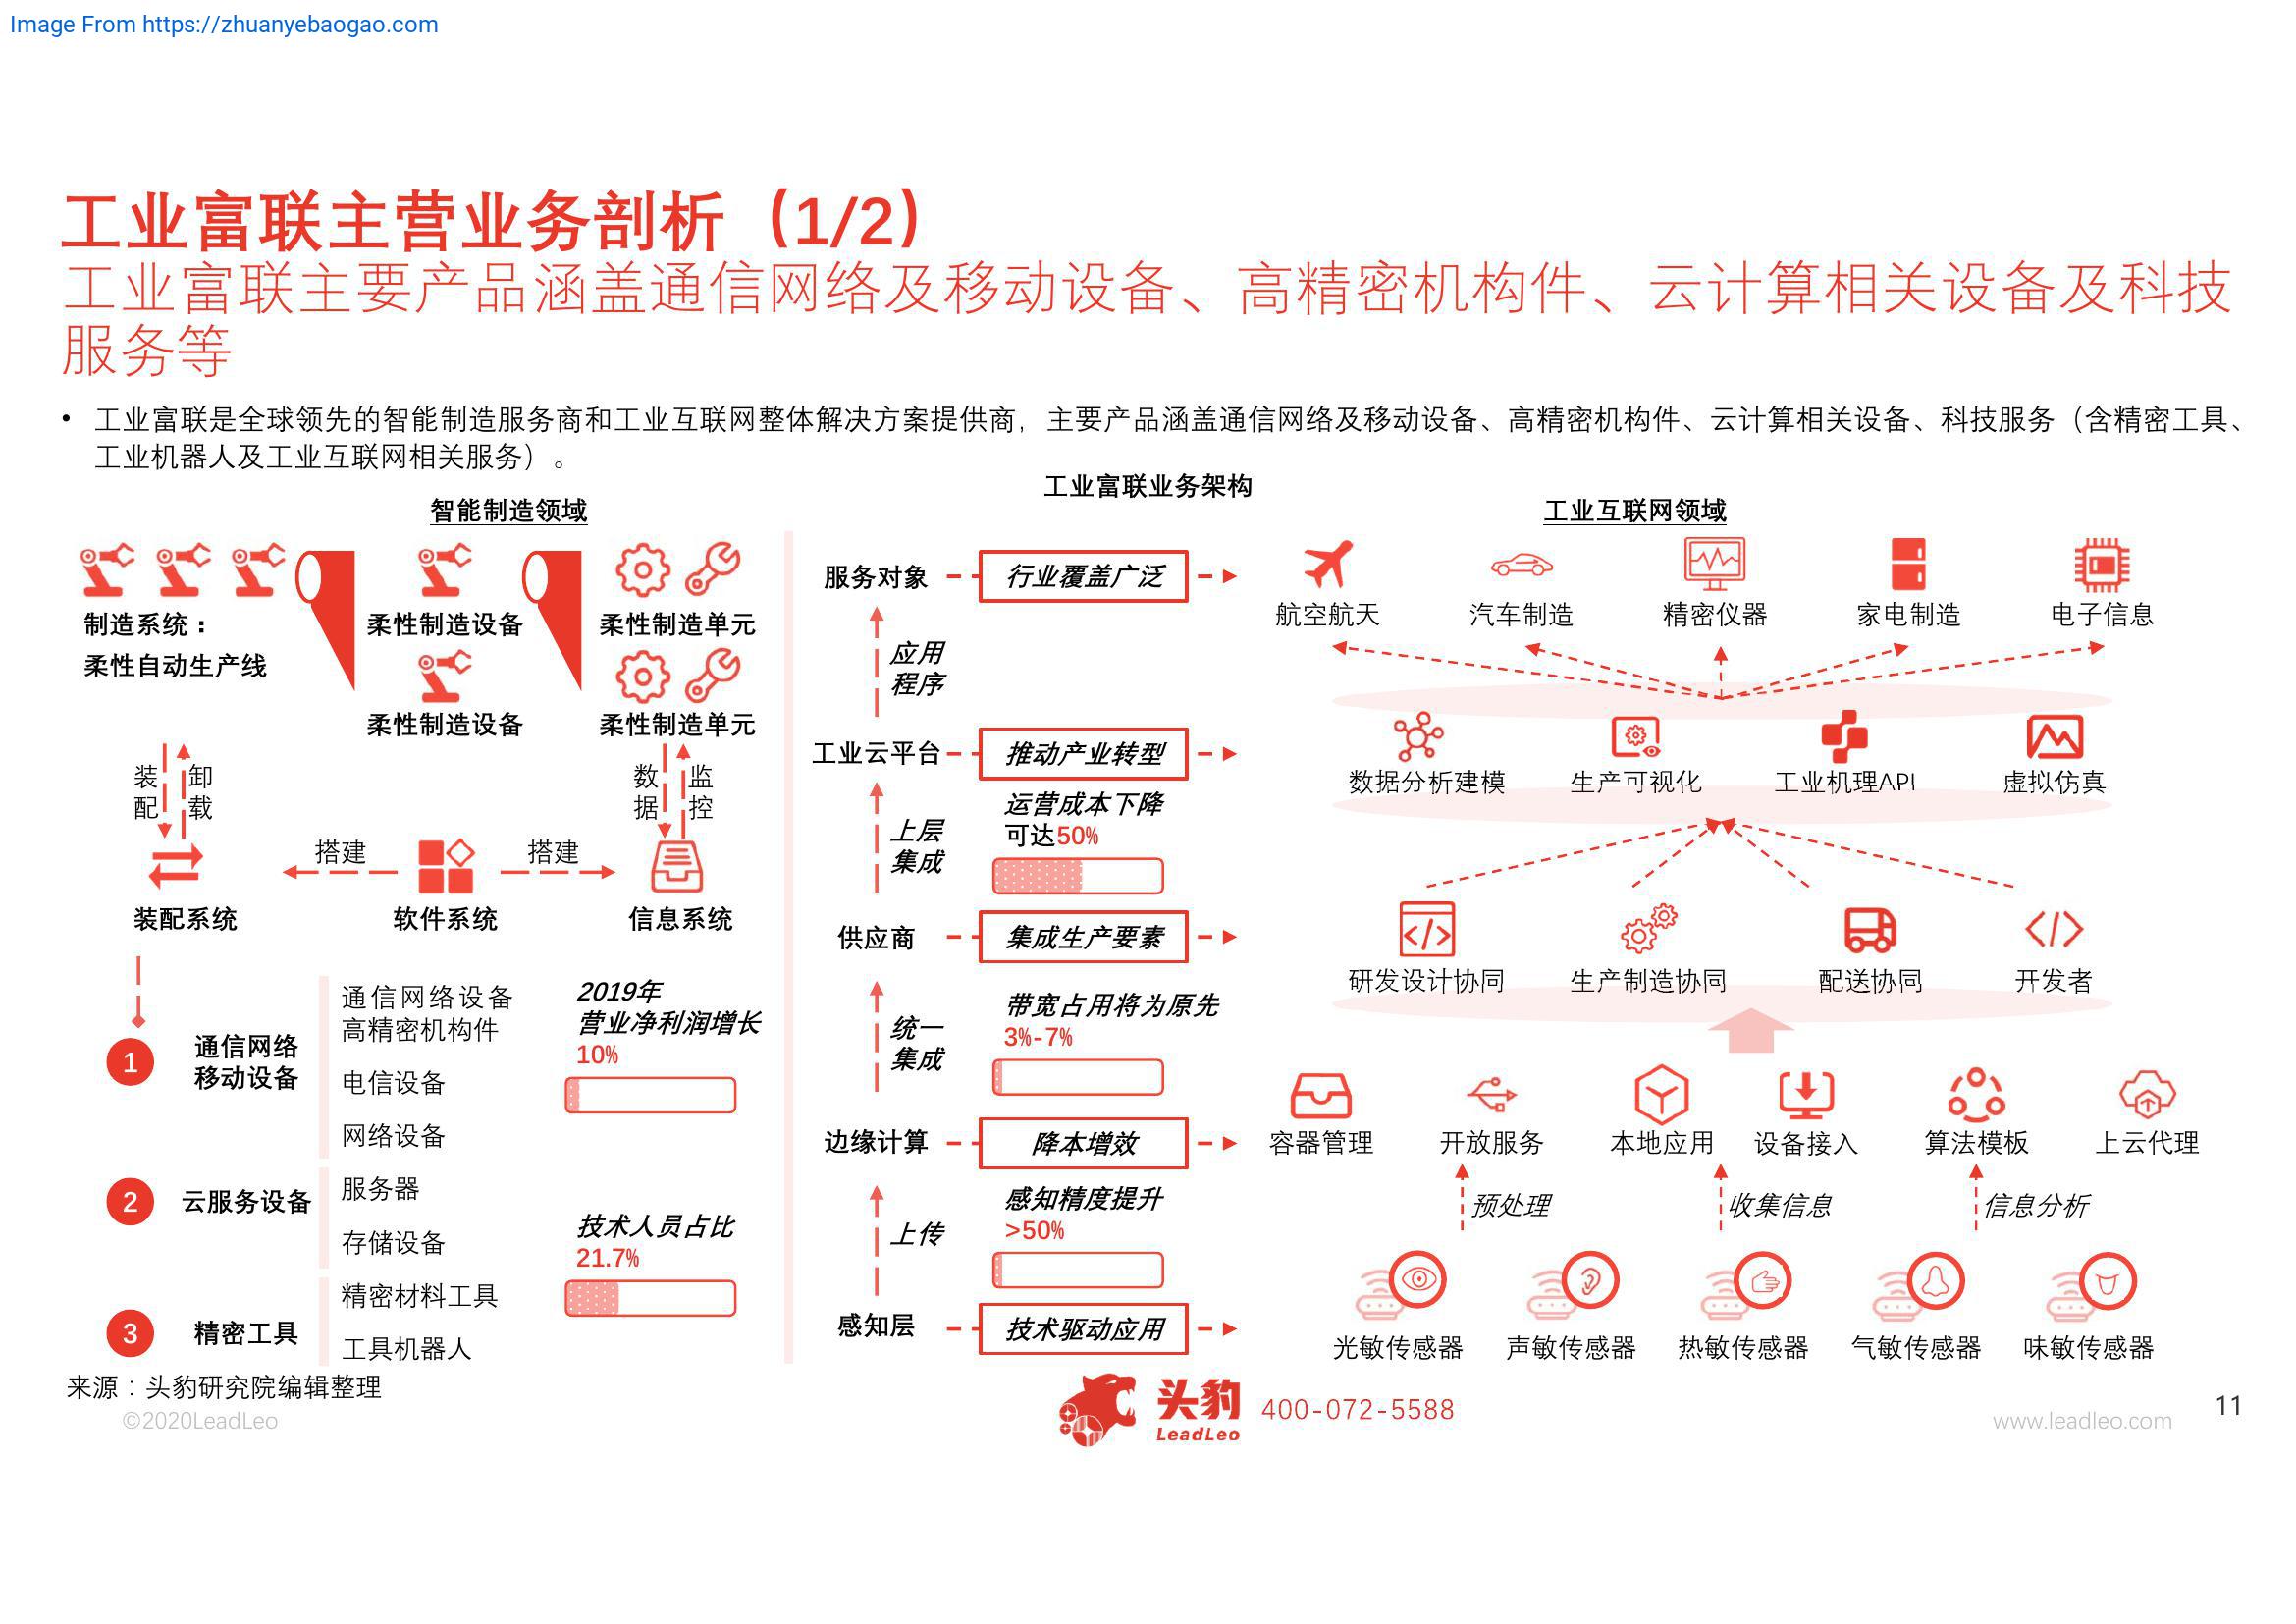 Image From https://zhuanyebaogao.com
工业富联主营业务剖析（1/2）
工业富联主要产品涵盖通信网络及移动设备、高精密机构件、云计算相关设备及科技
服务等
• 工业富联是全球领先的智能制造服务商和工业互联网整体解决方案提供商，主要产品涵盖通信网络及移动设备、高精密机构件、云计算相关设备、科技服务（含精密工具、
工业机器人及工业互联网相关服务）。
工业富联业务架构
智能制造领域
制造系统：
柔性自动生产线
柔性制造设备
柔性制造单元
柔性制造设备
柔性制造单元
装配
卸载
数据
监控
搭建
搭建
装配系统
软件系统
信息系统
1
通信网络
移动设备
通信网络设备
高精密机构件
电信设备
网络设备
2019年
营业净利润增长
10%
2
云服务设备
服务器
存储设备
技术人员占比
21.7%
3
精密工具
精密材料工具
工具机器人
服务对象
行业覆盖广泛
应用
程序
工业云平台
推动产业转型
上层
集成
运营成本下降
可达50%
供应商
集成生产要素
统一
集成
带宽占用将为原先
3%-7%
边缘计算
降本增效
上传
感知精度提升
>50%
感知层
技术驱动应用
工业互联网领域
航空航天
汽车制造
精密仪器
家电制造
电子信息
数据分析建模
生产可视化
工业机理API
虚拟仿真
研发设计协同
生产制造协同
配送协同
开发者
容器管理
开放服务
本地应用
设备接入
算法模板
上云代理
预处理
收集信息
信息分析
光敏传感器
声敏传感器
热敏传感器
气敏传感器
味敏传感器
来源：头豹研究院编辑整理
©2020LeadLeo
头豹
LeadLeo
400-072-5588
www.leadleo.com
11